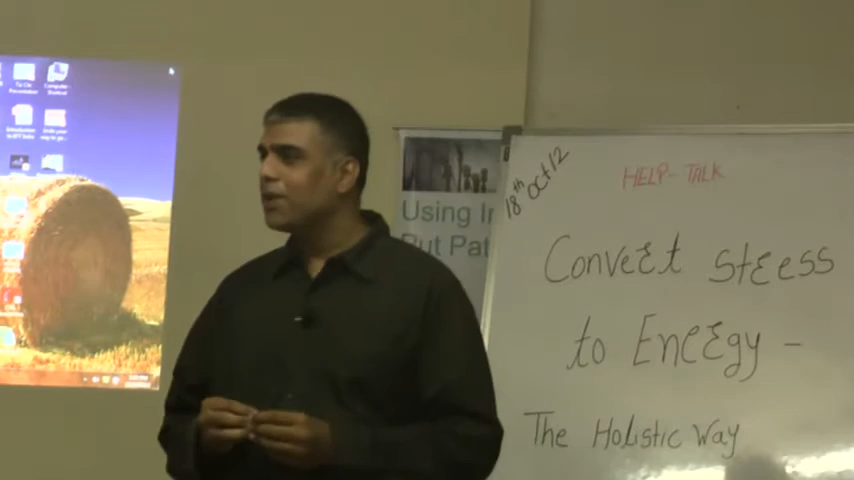 18th Oct 12
HELP-TALK
Convert stress
to Energy -
The Holistic Way
Using In
Put Pat